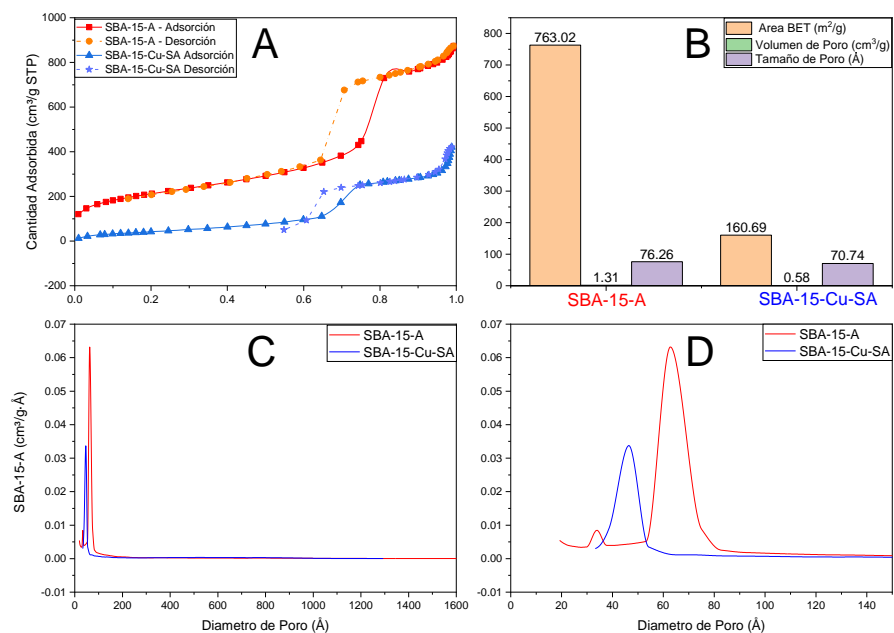 A
SBA-15-A - Adsorción
SBA-15-A - Desorción
SBA-15-Cu-SA Adsorción
SBA-15-Cu-SA Desorción
Cantidad Adsorbida (cm³/g STP)
1000
800
600
400
200
0
-200
0.0 0.2 0.4 0.6 0.8 1.0
B
Area BET (m²/g)
Volumen de Poro (cm³/g)
Tamaño de Poro (Å)
800
700
600
500
400
300
200
100
0
763.02
1.31
76.26
160.69
0.58
70.74
SBA-15-A SBA-15-Cu-SA
C
SBA-15-A
SBA-15-Cu-SA
SBA-15-A (cm³/g·Å)
0.07
0.06
0.05
0.04
0.03
0.02
0.01
0.00
-0.01
0 200 400 600 800 1000 1200 1400 1600
Diametro de Poro (Å)
D
SBA-15-A
SBA-15-Cu-SA
0.07
0.06
0.05
0.04
0.03
0.02
0.01
0.00
-0.01
0 20 40 60 80 100 120 140
Diametro de Poro (Å)